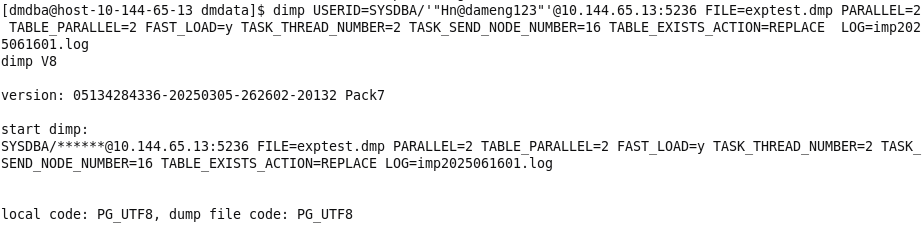 [dmdba@host-10-144-65-13 dmdata]$ dimp USERID=SYSDBA/'"Hn@dameng123"'@10.144.65.13:5236 FILE=exptest.dmp PARALLEL=2
 TABLE_PARALLEL=2 FAST_LOAD=y TASK_THREAD_NUMBER=2 TASK_SEND_NODE_NUMBER=16 TABLE_EXISTS_ACTION=REPLACE  LOG=imp202
5061601.log
dimp V8
version: 05134284336-20250305-262602-20132 Pack7
start dimp:
SYSDBA/******@10.144.65.13:5236 FILE=exptest.dmp PARALLEL=2 TABLE_PARALLEL=2 FAST_LOAD=y TASK_THREAD_NUMBER=2 TASK_
SEND_NODE_NUMBER=16 TABLE_EXISTS_ACTION=REPLACE LOG=imp2025061601.log
local code: PG_UTF8, dump file code: PG_UTF8